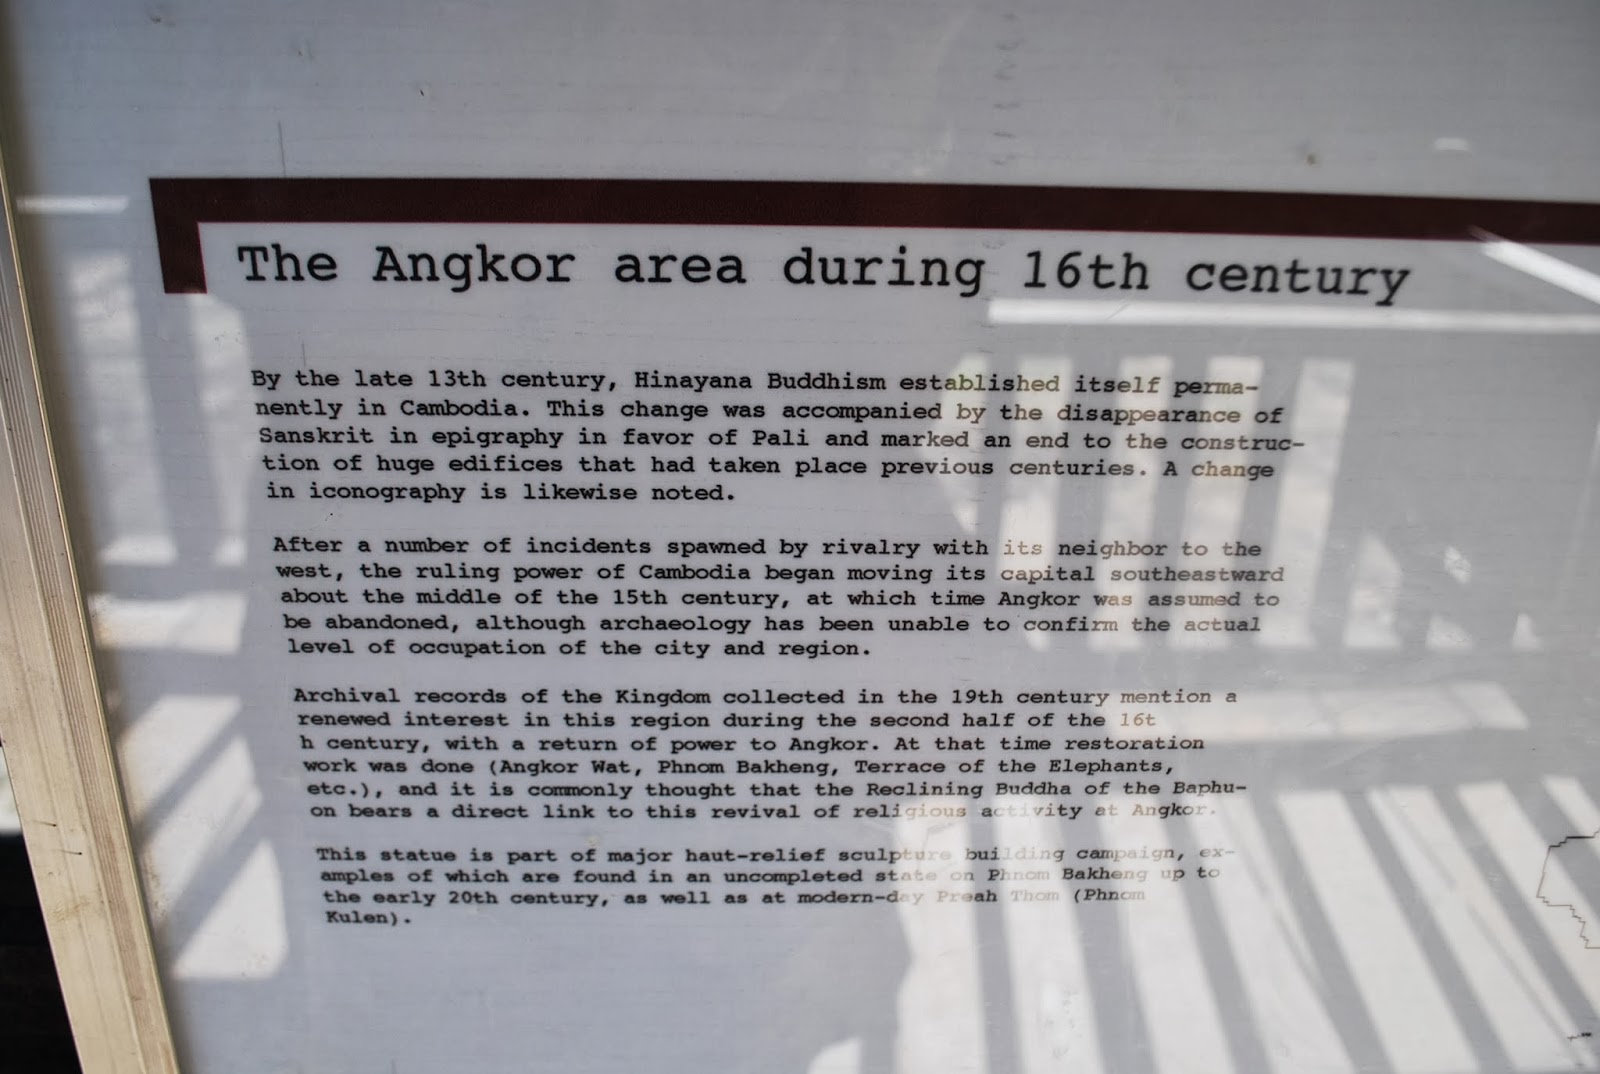 The Angkor area during 16th century
By the late 13th century, Hinayana Buddhism established itself perma-
nently in Cambodia. This change was accompanied by the disappearance of
Sanskrit in epigraphy in favor of Pali and marked an end to the construc-
tion of huge edifices that had taken place previous centuries. A change
in iconography is likewise noted.
After a number of incidents spawned by rivalry with its neighbor to the
west, the ruling power of Cambodia began moving its capital southeastward
about the middle of the 15th century, at which time Angkor was assumed to
be abandoned, although archaeology has been unable to confirm the actual
level of occupation of the city and region.
Archival records of the Kingdom collected in the 19th century mention a
renewed interest in this region during the second half of the 16t
h century, with a return of power to Angkor. At that time restoration
work was done (Angkor Wat, Phnom Bakheng, Terrace of the Elephants,
etc.), and it is commonly thought that the Reclining Buddha of the Baphu-
on bears a direct link to this revival of religious activity at Angkor.
This statue is part of major haut-relief sculpture building campaign, ex-
amples of which are found in an uncompleted state on Phnom Bakheng up to
the early 20th century, as well as at modern-day Preah Thom (Phnom
Kulen).